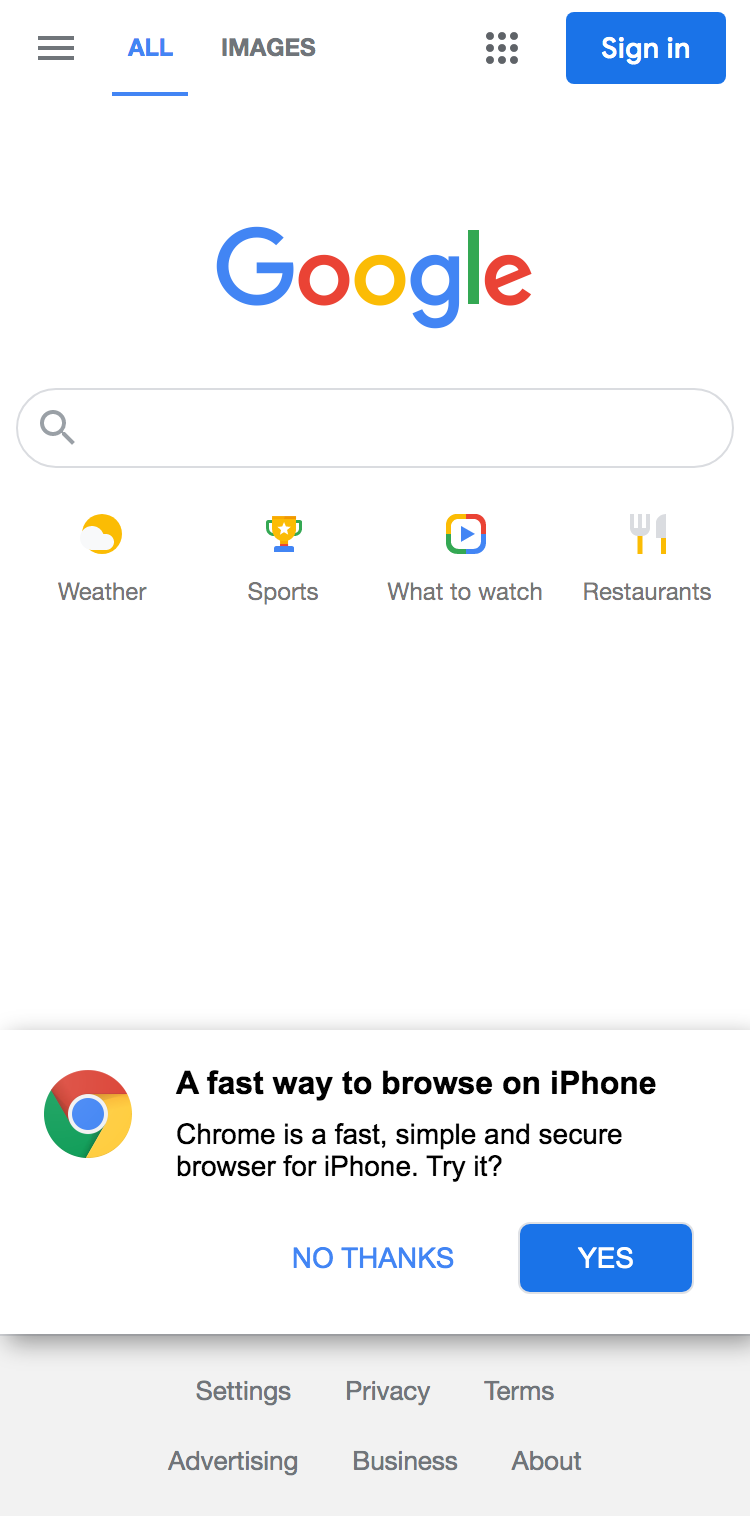 ALL IMAGES Sign in
Google
Weather Sports What to watch Restaurants
A fast way to browse on iPhone
Chrome is a fast, simple and secure
browser for iPhone. Try it?
NO THANKS YES
Settings Privacy Terms
Advertising Business About